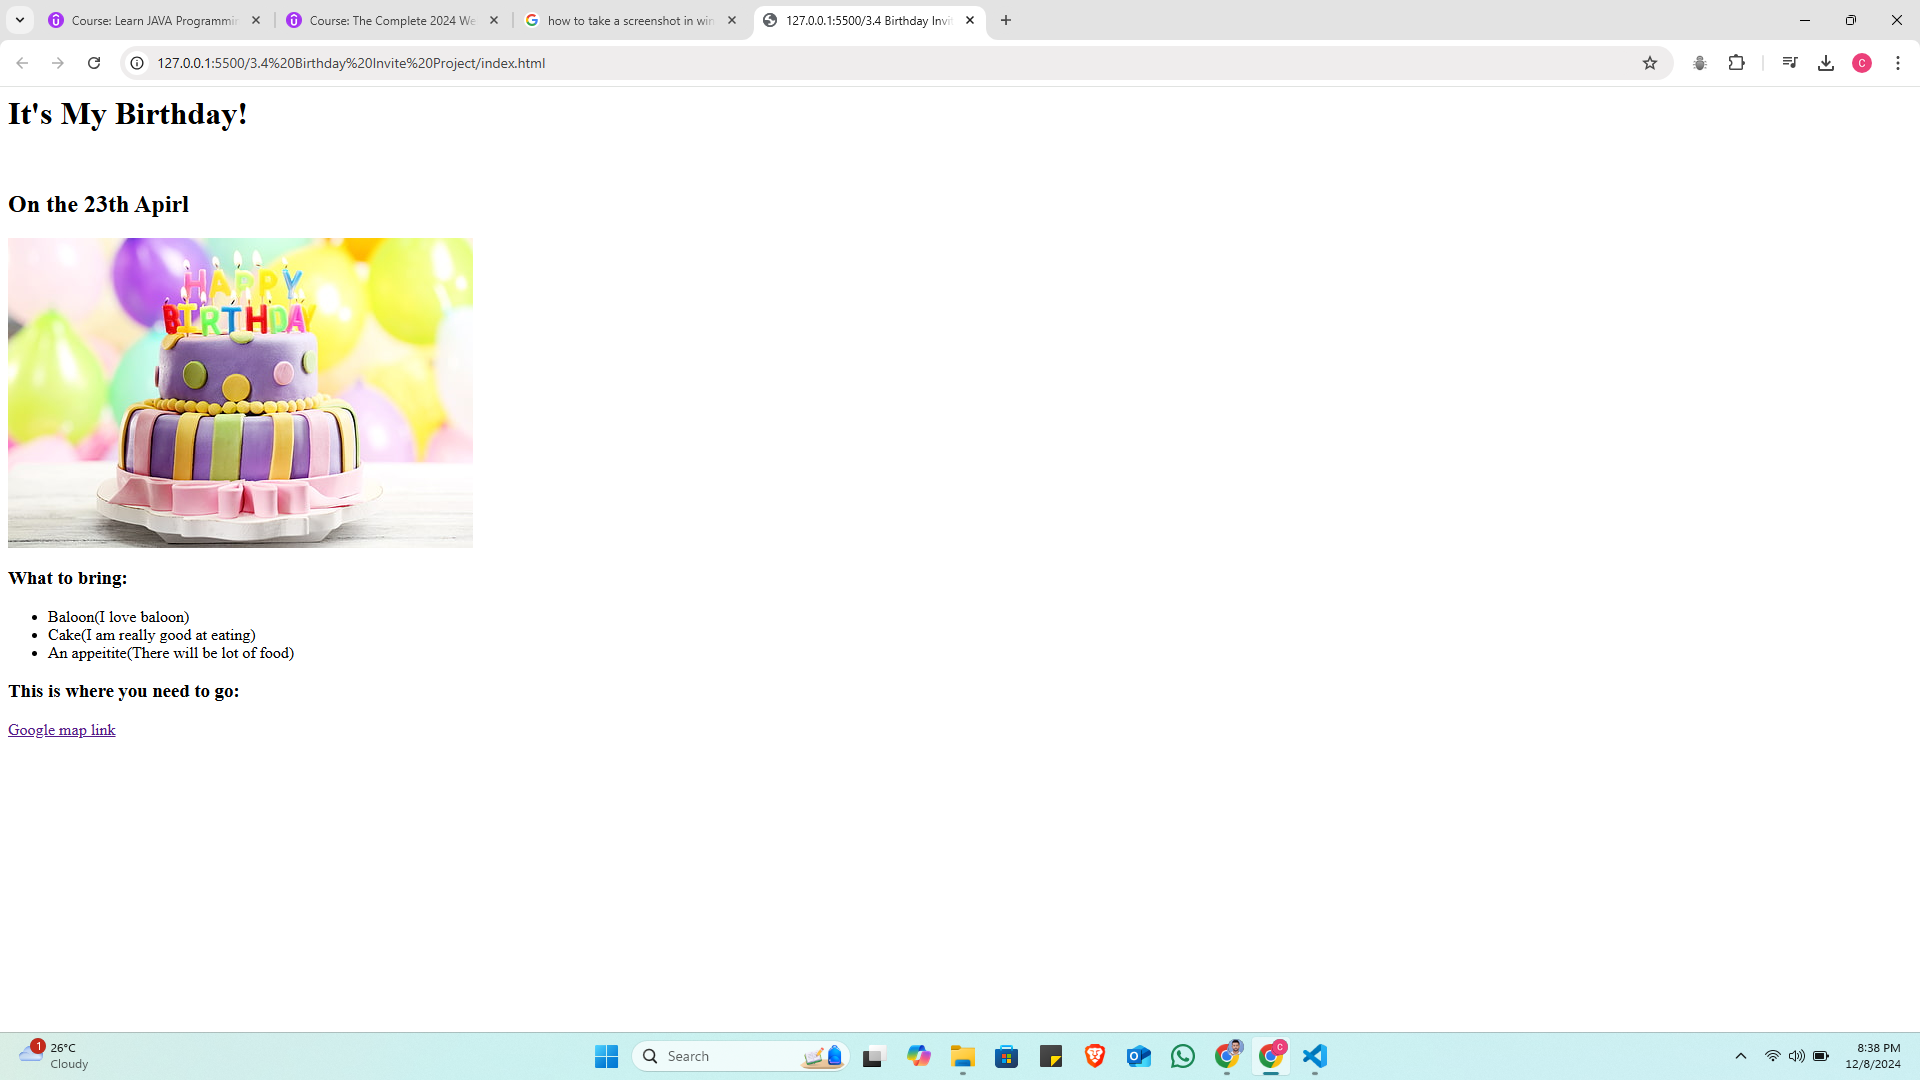 Course: Learn JAVA Programmin
Course: The Complete 2024 We
how to take a screenshot in win
127.0.0.1:5500/3.4 Birthday Invi
127.0.0.1:5500/3.4%20Birthday%20Invite%20Project/index.html
C
It's My Birthday!
On the 23th Apirl
HAPPY
BIRTHDAY
What to bring:
Baloon(I love baloon)
Cake(I am really good at eating)
An appeitite(There will be lot of food)
This is where you need to go:
Google map link
1
26°C
Cloudy
Search
C
8:38 PM
12/8/2024